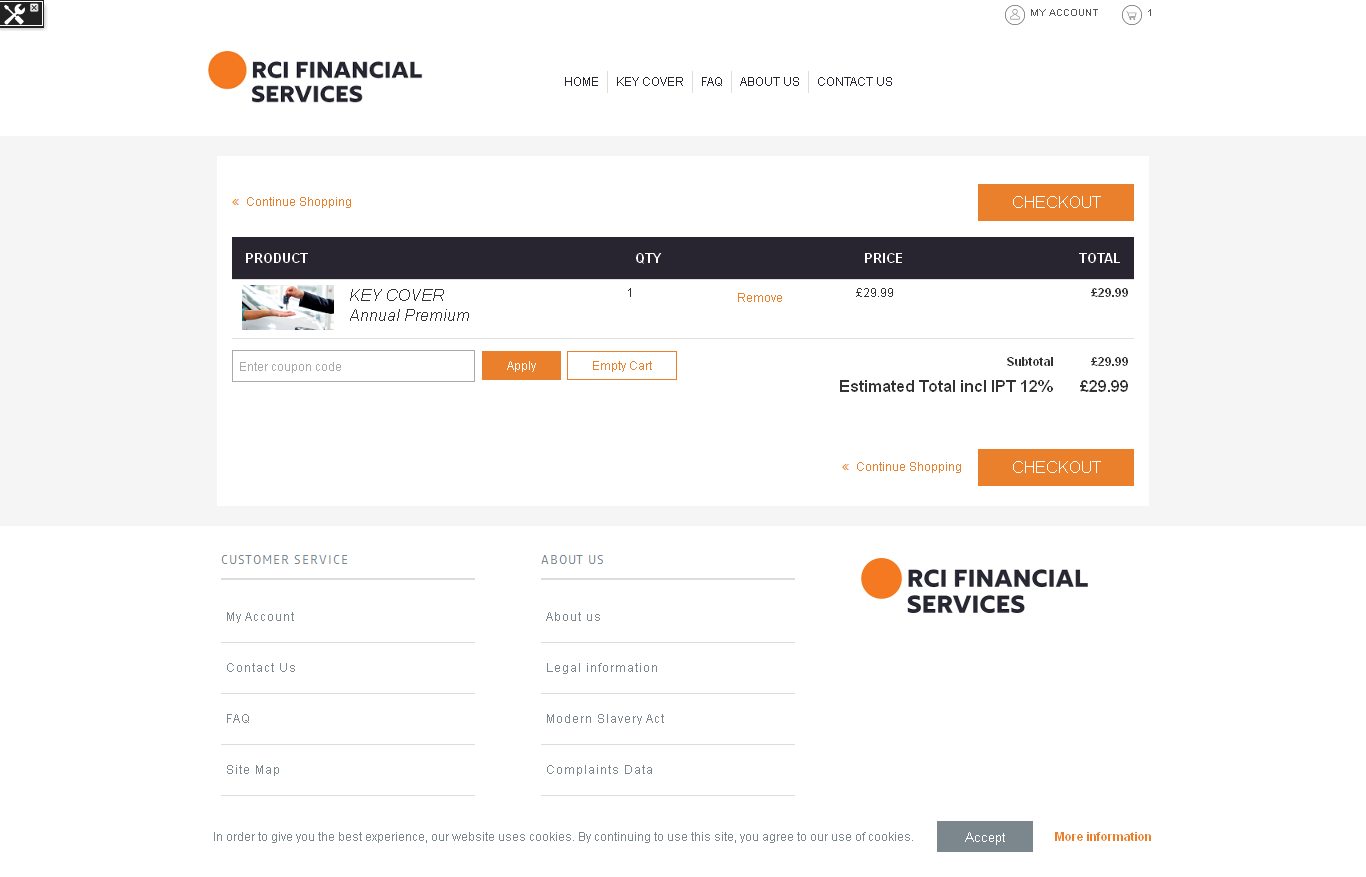 MY ACCOUNT 1
RCI FINANCIAL
SERVICES
HOME KEY COVER FAQ ABOUT US CONTACT US
« Continue Shopping CHECKOUT
PRODUCT QTY PRICE TOTAL
KEY COVER 1 Remove £29.99 £29.99
Annual Premium
Enter coupon code Apply Empty Cart
Subtotal £29.99
Estimated Total incl IPT 12% £29.99
« Continue Shopping CHECKOUT
CUSTOMER SERVICE
My Account
Contact Us
FAQ
Site Map
ABOUT US
About us
Legal information
Modern Slavery Act
Complaints Data
RCI FINANCIAL
SERVICES
In order to give you the best experience, our website uses cookies. By continuing to use this site, you agree to our use of cookies. Accept More information